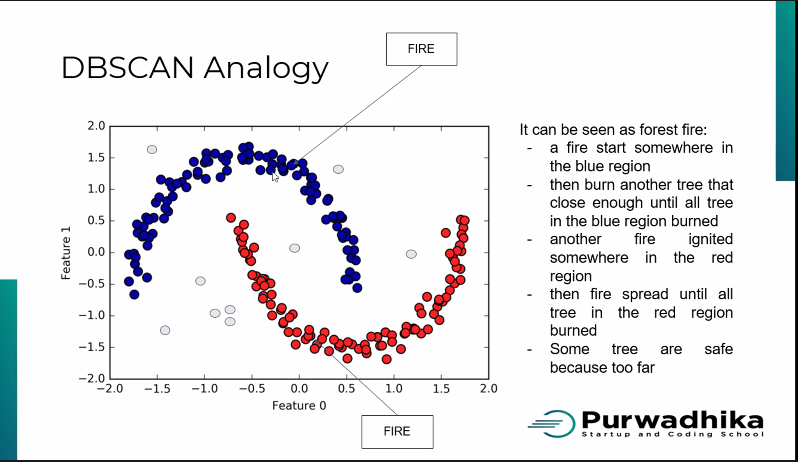 FIRE
DBSCAN Analogy
It can be seen as forest fire:
- a fire start somewhere in
the blue region
- then burn another tree that
close enough until all tree
in the blue region burned
- another fire ignited
somewhere in the red
region
- then fire spread until all
tree in the red region
burned
- Some tree are safe
because too far
2.0
1.5
1.0
0.5
0.0
−0.5
−1.0
−1.5
−2.0
Feature 1
−2.0 −1.5 −1.0 −0.5 0.0 0.5 1.0 1.5 2.0
Feature 0
FIRE
Purwadhika
Startup and Coding School